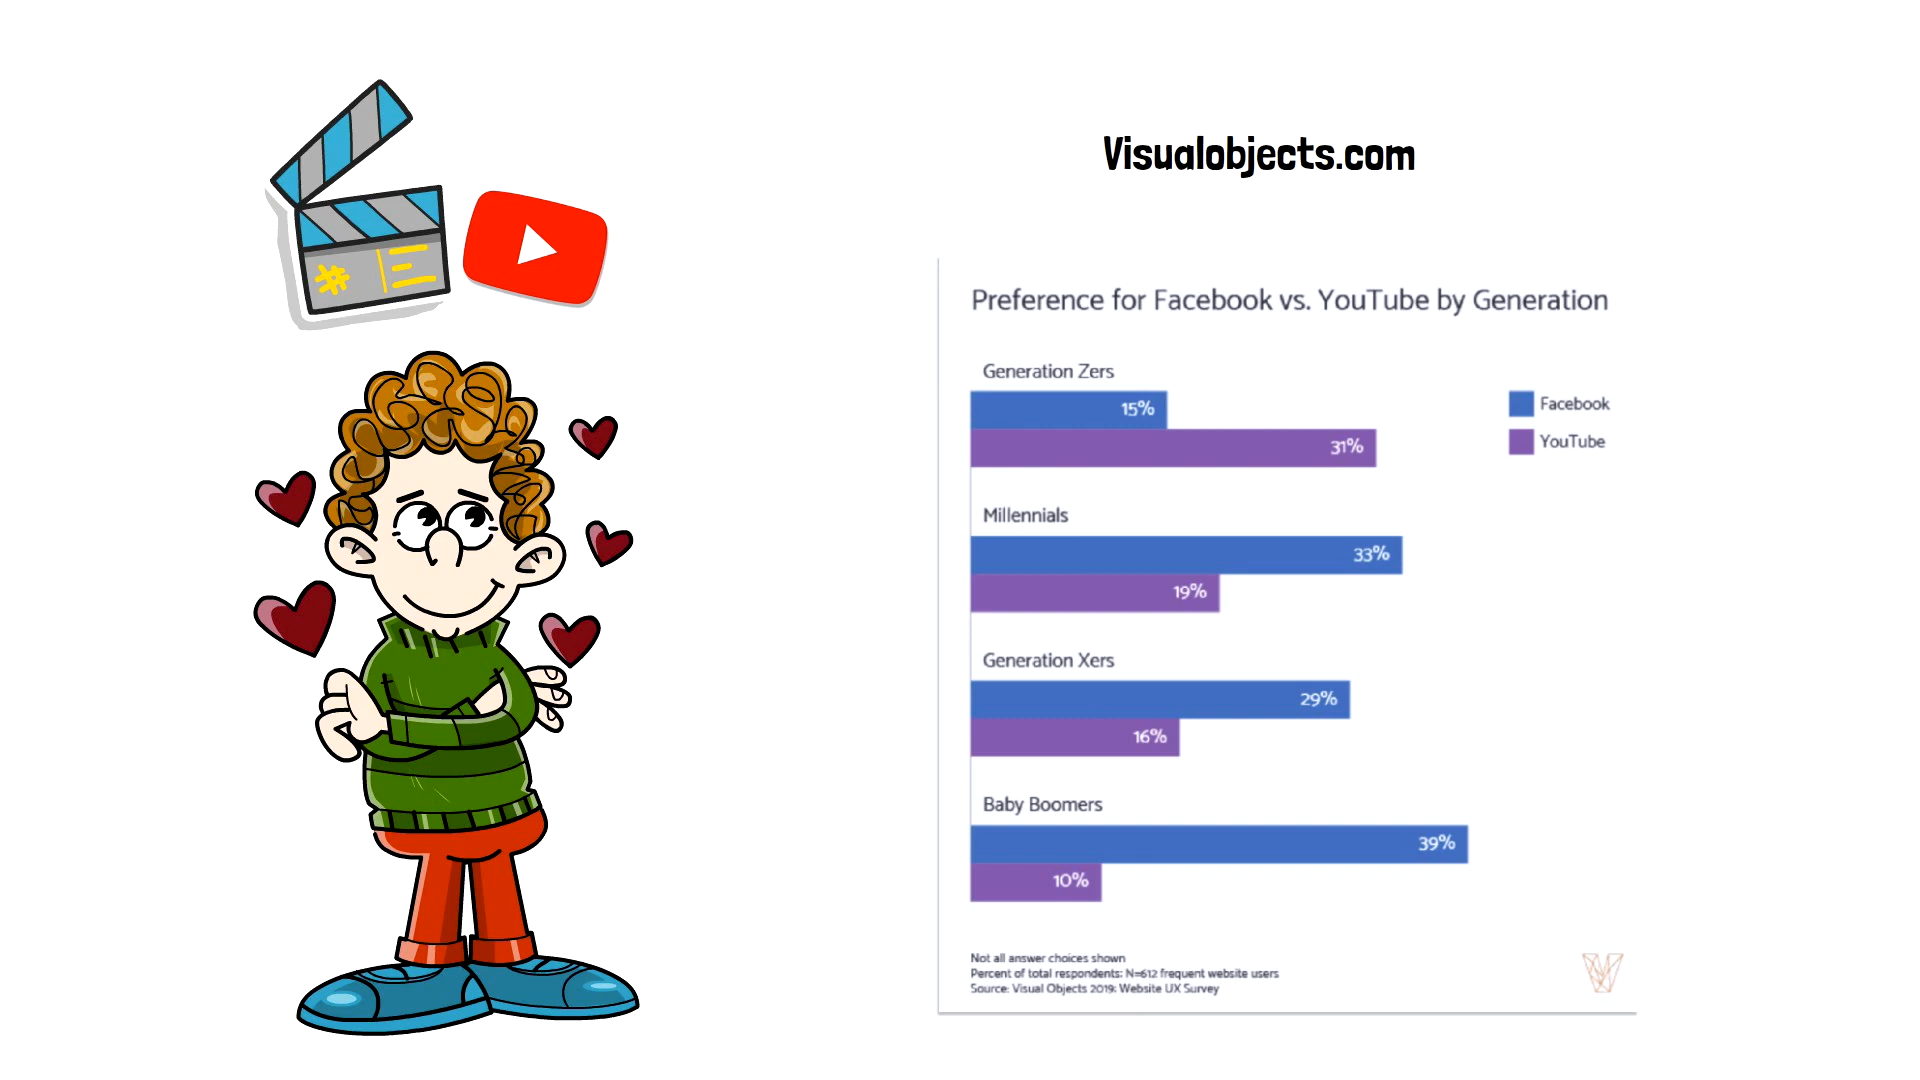 Visualobjects.com
Preference for Facebook vs. YouTube by Generation
Generation Zers
15%
31%
Facebook
YouTube
Millennials
33%
19%
Generation Xers
29%
16%
Baby Boomers
39%
10%
Not all answer choices shown
Percent of total respondents: N=612 frequent website users
Source: Visual Objects 2019: Website UX Survey